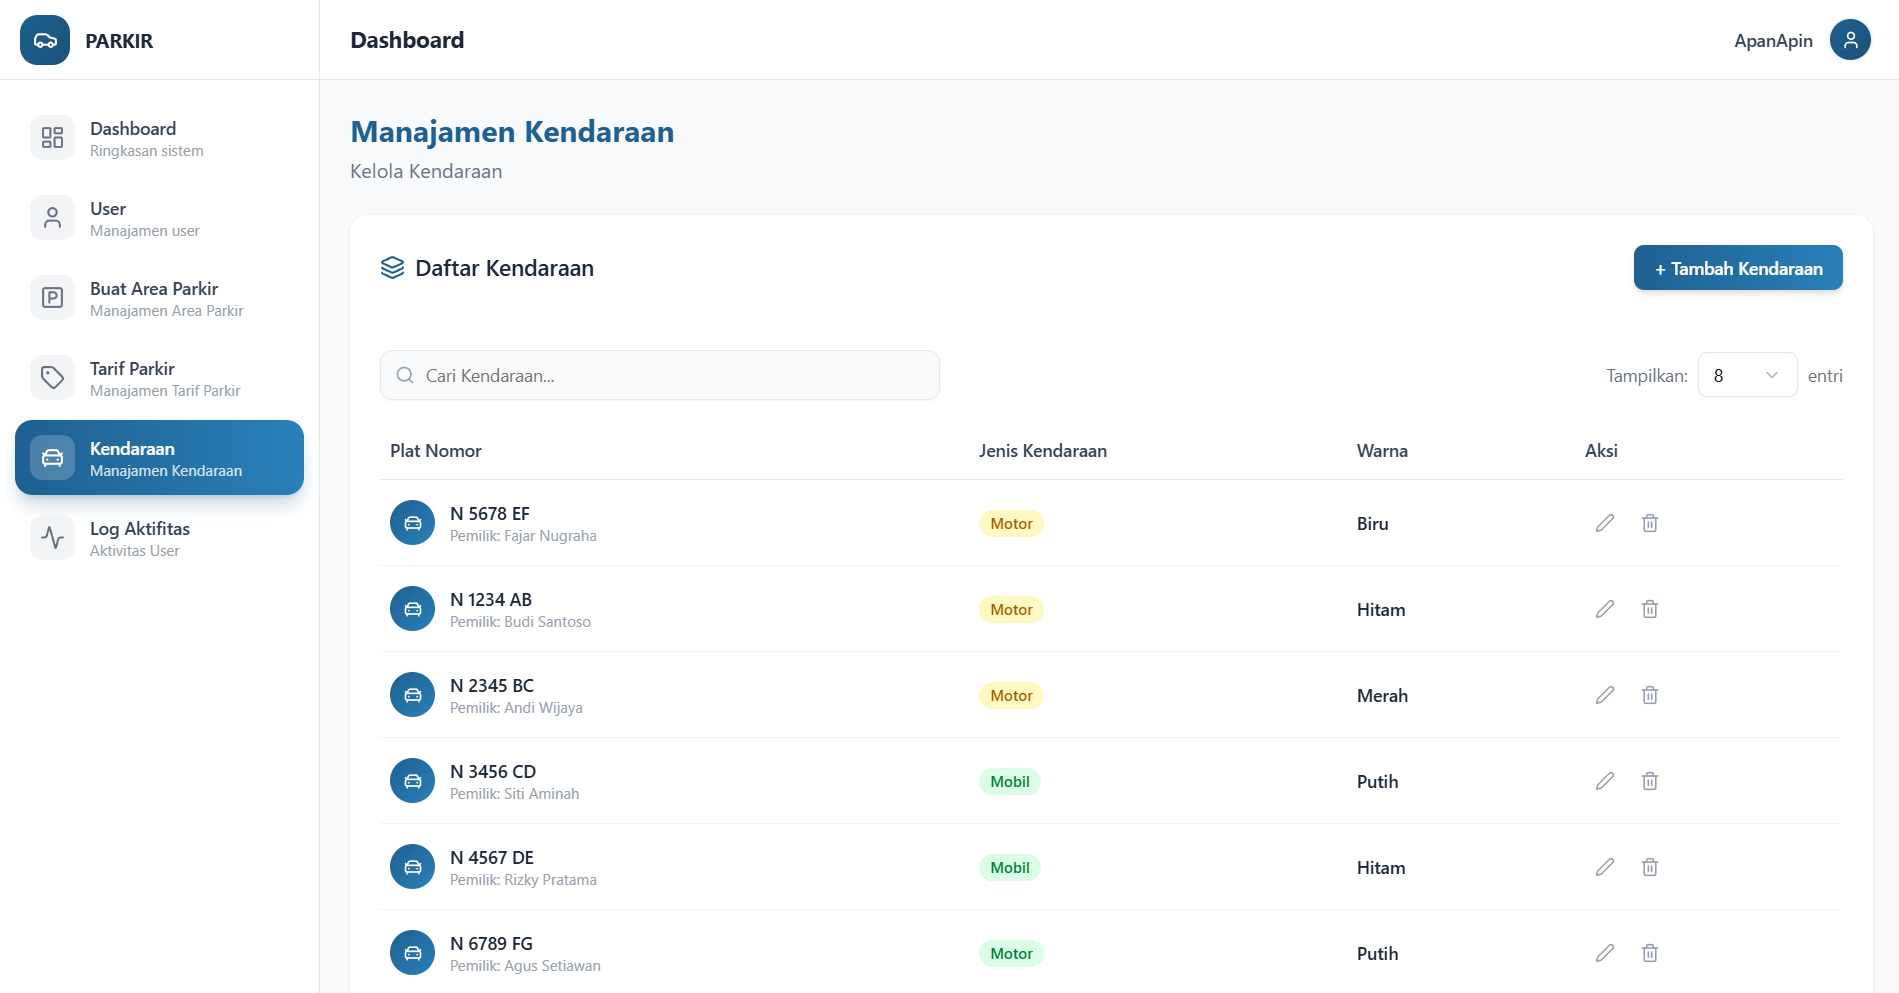 PARKIR
Dashboard
ApanApin
Dashboard
Ringkasan sistem
User
Manajamen user
Buat Area Parkir
Manajamen Area Parkir
Tarif Parkir
Manajamen Tarif Parkir
Kendaraan
Manajamen Kendaraan
Log Aktifitas
Aktivitas User
Manajamen Kendaraan
Kelola Kendaraan
Daftar Kendaraan
+ Tambah Kendaraan
Cari Kendaraan...
Tampilkan: 8 entri
Plat Nomor Jenis Kendaraan Warna Aksi
N 5678 EF
Pemilik: Fajar Nugraha
Motor
Biru
N 1234 AB
Pemilik: Budi Santoso
Motor
Hitam
N 2345 BC
Pemilik: Andi Wijaya
Motor
Merah
N 3456 CD
Pemilik: Siti Aminah
Mobil
Putih
N 4567 DE
Pemilik: Rizky Pratama
Mobil
Hitam
N 6789 FG
Pemilik: Agus Setiawan
Motor
Putih